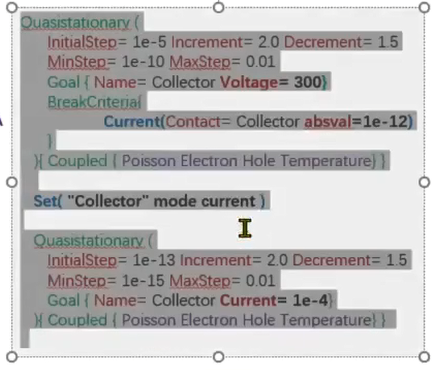 Quasistationary (
InitialStep= 1e-5 Increment= 2.0 Decrement= 1.5
MinStep= 1e-10 MaxStep= 0.01
Goal { Name= Collector Voltage= 300}
BreakCriteria{
Current(Contact= Collector absval=1e-12)
}
){ Coupled { Poisson Electron Hole Temperature} }
Set( "Collector" mode current )
Quasistationary (
InitialStep= 1e-13 Increment= 2.0 Decrement= 1.5
MinStep= 1e-15 MaxStep= 0.01
Goal { Name= Collector Current= 1e-4}
){ Coupled { Poisson Electron Hole Temperature} }